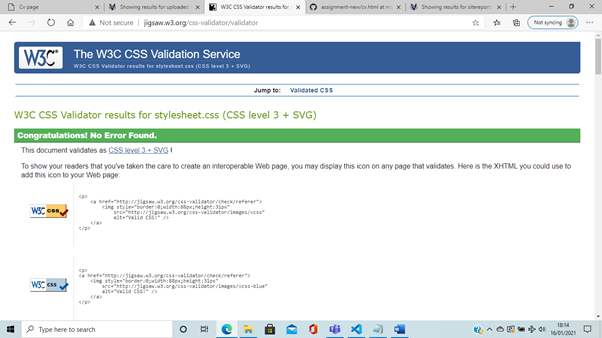 Cv page
Showing results for uploaded
W3C CSS Validator results for s
assignment-new/cv.html at m
Showing results for sitereport
Not secure | jigsaw.w3.org/css-validator/validator
Not syncing
W3C The W3C CSS Validation Service
W3C CSS Validator results for stylesheet.css (CSS level 3 + SVG)
Jump to: Validated CSS
W3C CSS Validator results for stylesheet.css (CSS level 3 + SVG)
Congratulations! No Error Found.
This document validates as CSS level 3 + SVG !
To show your readers that you've taken the care to create an interoperable Web page, you may display this icon on any page that validates. Here is the XHTML you could use to
add this icon to your Web page:
W3C CSS
<p>
<a href="http://jigsaw.w3.org/css-validator/check/referer">
<img style="border:0;width:88px;height:31px"
src="http://jigsaw.w3.org/css-validator/images/vcss"
alt="Valid CSS!" />
</a>
</p>
W3C CSS
<p>
<a href="http://jigsaw.w3.org/css-validator/check/referer">
<img style="border:0;width:88px;height:31px"
src="http://jigsaw.w3.org/css-validator/images/vcss-blue"
alt="Valid CSS!" />
</a>
</p>
Type here to search
18:14
16/01/2021